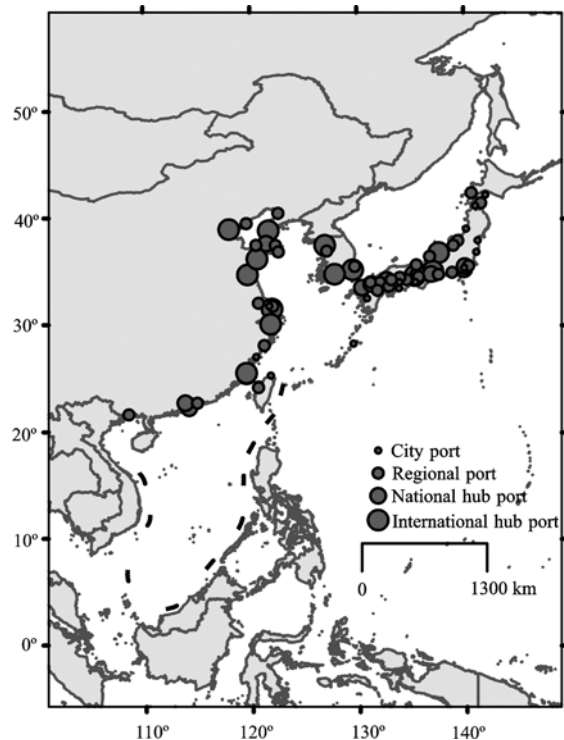 50º
40º
30º
20º
10º
0º
City port
Regional port
National hub port
International hub port
0
1300 km
110º
120º
130º
140º